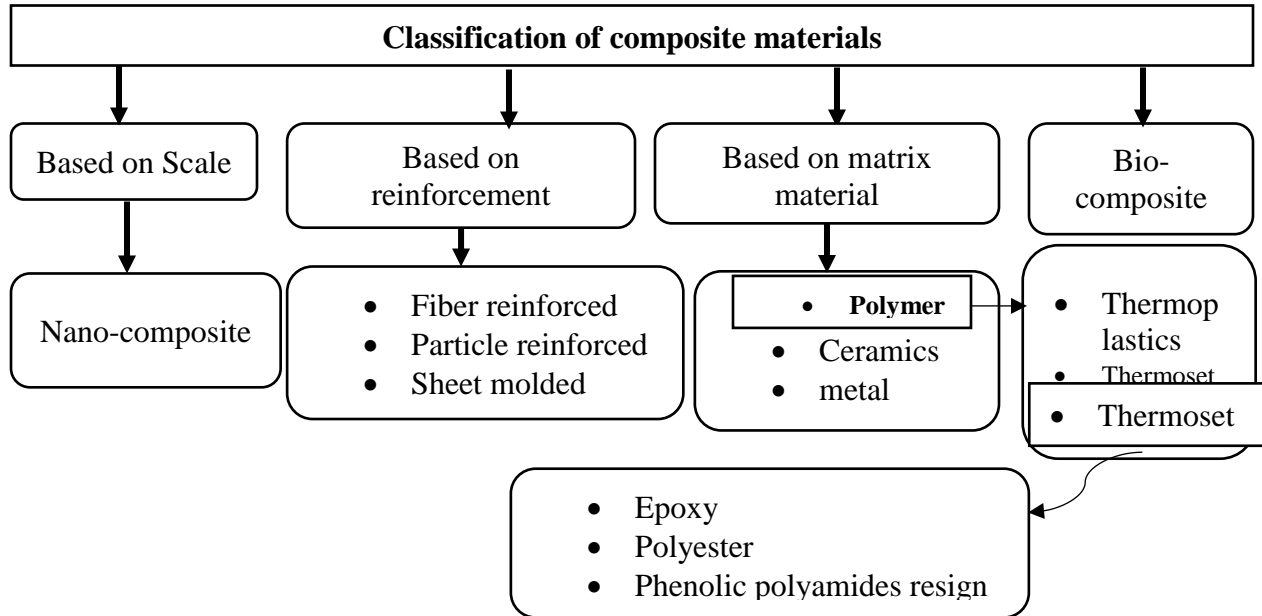 Classification of composite materials
Based on Scale
Based on
reinforcement
Based on matrix
material
Bio-
composite
Nano-composite
• Fiber reinforced
• Particle reinforced
• Sheet molded
• Polymer
• Ceramics
• metal
• Thermop
lastics
• Thermoset
• Thermoset
• Epoxy
• Polyester
• Phenolic polyamides resign